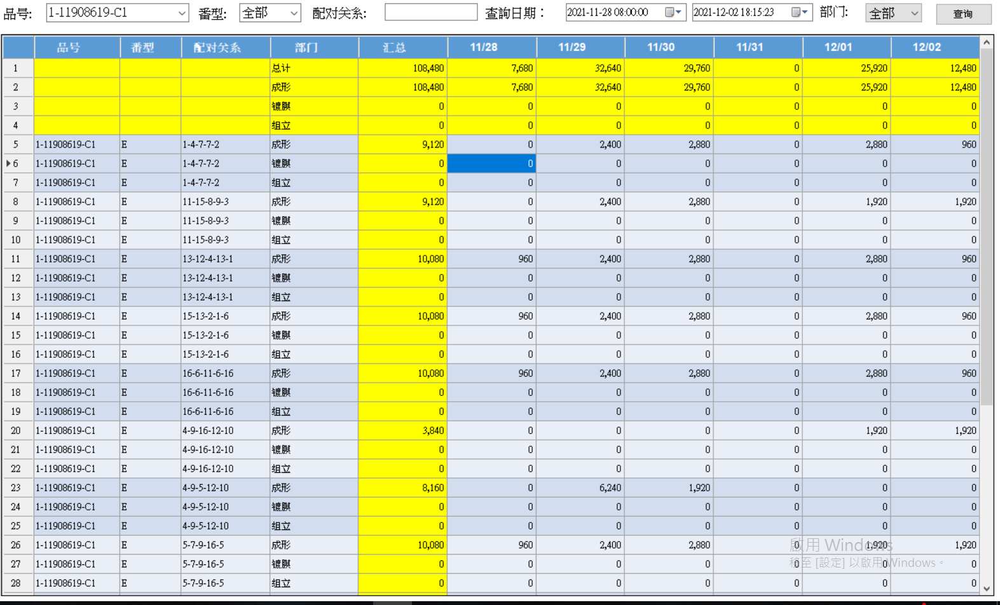 品号: 1-11908619-C1 番型: 全部 配对关系: 查詢日期： 2021-11-28 08:00:00 2021-12-02 18:15:23 部门: 全部 查询
品号 番型 配对关系 部门 汇总 11/28 11/29 11/30 11/31 12/01 12/02
1 总计 108,480 7,680 32,640 29,760 0 25,920 12,480
2 成形 108,480 7,680 32,640 29,760 0 25,920 12,480
3 镀膜 0 0 0 0 0 0 0
4 组立 0 0 0 0 0 0 0
5 1-11908619-C1 E 1-4-7-7-2 成形 9,120 0 2,400 2,880 0 2,880 960
6 1-11908619-C1 E 1-4-7-7-2 镀膜 0 0 0 0 0 0 0
7 1-11908619-C1 E 1-4-7-7-2 组立 0 0 0 0 0 0 0
8 1-11908619-C1 E 11-15-8-9-3 成形 9,120 0 2,400 2,880 0 1,920 1,920
9 1-11908619-C1 E 11-15-8-9-3 镀膜 0 0 0 0 0 0 0
10 1-11908619-C1 E 11-15-8-9-3 组立 0 0 0 0 0 0 0
11 1-11908619-C1 E 13-12-4-13-1 成形 10,080 960 2,400 2,880 0 2,880 960
12 1-11908619-C1 E 13-12-4-13-1 镀膜 0 0 0 0 0 0 0
13 1-11908619-C1 E 13-12-4-13-1 组立 0 0 0 0 0 0 0
14 1-11908619-C1 E 15-13-2-1-6 成形 10,080 960 2,400 2,880 0 2,880 960
15 1-11908619-C1 E 15-13-2-1-6 镀膜 0 0 0 0 0 0 0
16 1-11908619-C1 E 15-13-2-1-6 组立 0 0 0 0 0 0 0
17 1-11908619-C1 E 16-6-11-6-16 成形 10,080 960 2,400 2,880 0 2,880 960
18 1-11908619-C1 E 16-6-11-6-16 镀膜 0 0 0 0 0 0 0
19 1-11908619-C1 E 16-6-11-6-16 组立 0 0 0 0 0 0 0
20 1-11908619-C1 E 4-9-16-12-10 成形 3,840 0 0 0 0 1,920 1,920
21 1-11908619-C1 E 4-9-16-12-10 镀膜 0 0 0 0 0 0 0
22 1-11908619-C1 E 4-9-16-12-10 组立 0 0 0 0 0 0 0
23 1-11908619-C1 E 4-9-5-12-10 成形 8,160 0 6,240 1,920 0 0 0
24 1-11908619-C1 E 4-9-5-12-10 镀膜 0 0 0 0 0 0 0
25 1-11908619-C1 E 4-9-5-12-10 组立 0 0 0 0 0 0 0
26 1-11908619-C1 E 5-7-9-16-5 成形 10,080 960 2,400 2,880 0 1,920 1,920
啟用 Windows
27 1-11908619-C1 E 5-7-9-16-5 镀膜 0 0 0 0 0 0 0
移至 [設定] 以啟用 Windows。
28 1-11908619-C1 E 5-7-9-16-5 组立 0 0 0 0 0 0 0